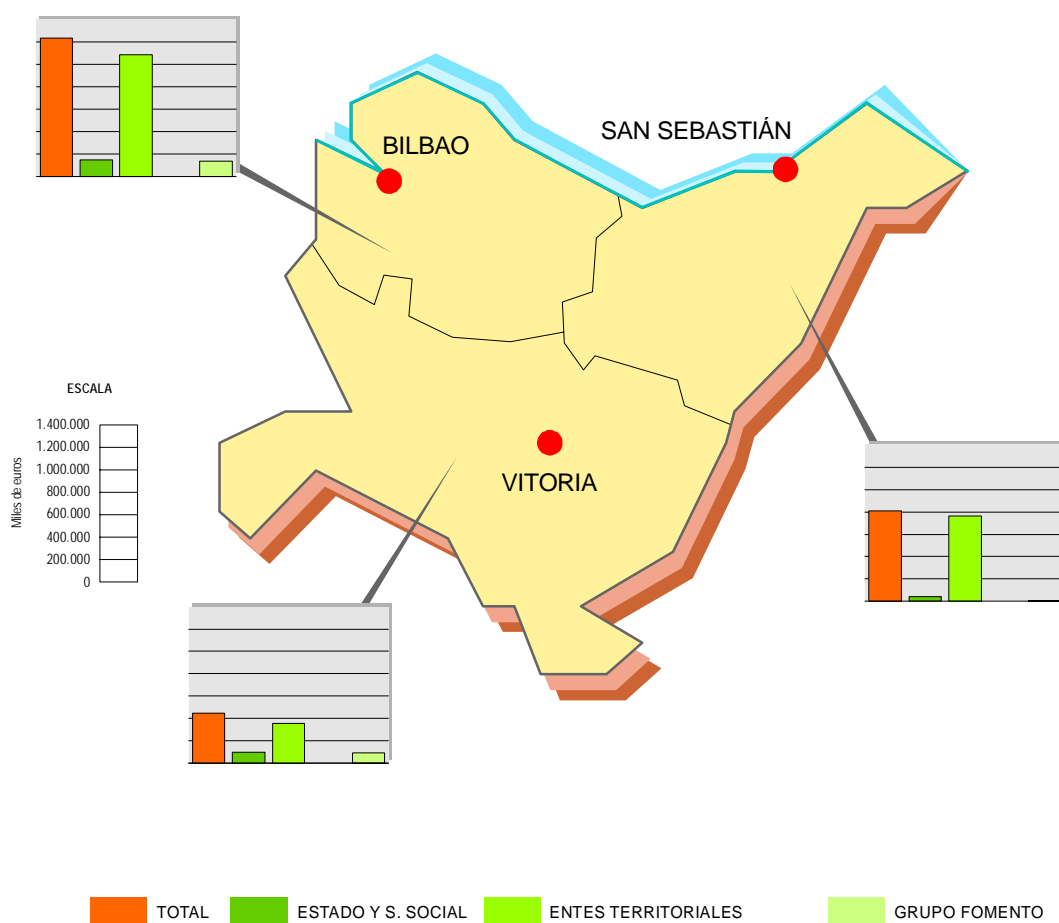 SAN SEBASTIÁN
BILBAO
ESCALA
1.400.000
1.200.000
1.000.000
800.000
600.000
400.000
200.000
0
Miles de euros
VITORIA
TOTAL
ESTADO Y S. SOCIAL
ENTES TERRITORIALES
GRUPO FOMENTO